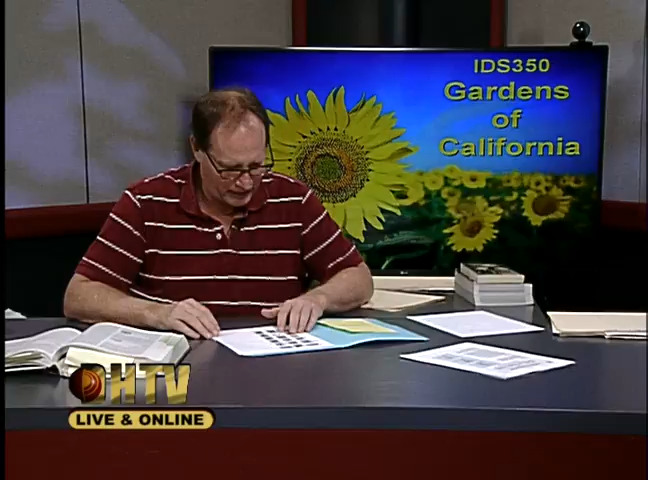 IDS350
Gardens
of
California
DHTV
LIVE & ONLINE